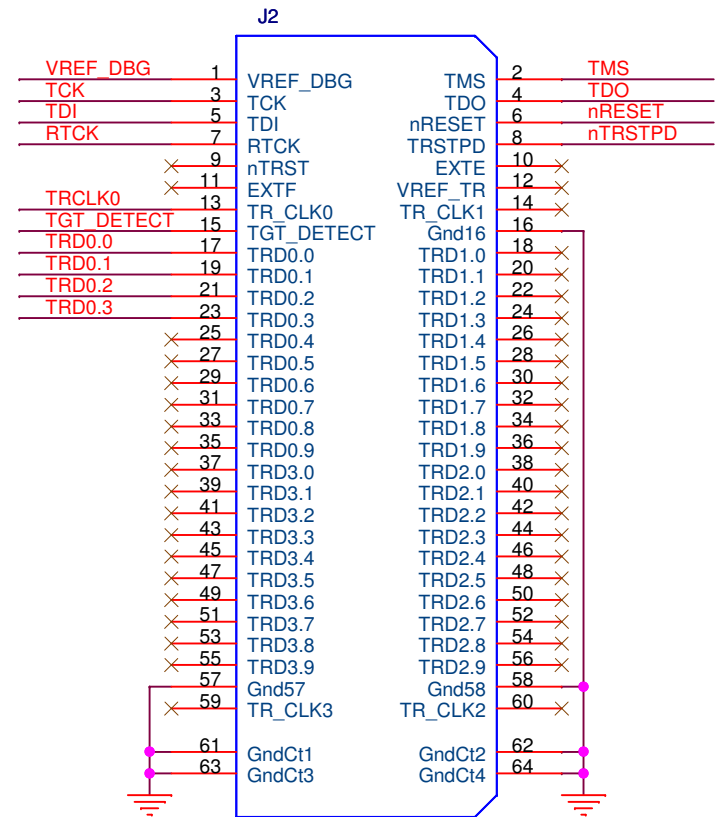 J2
VREF_DBG 1 VREF_DBG TMS 2 TMS
TCK 3 TCK TDO 4 TDO
TDI 5 TDI nRESET 6 nRESET
RTCK 7 RTCK TRSTPD 8 nTRSTPD
9 nTRST EXTE 10
11 EXTF VREF_TR 12
TRCLK0 13 TR_CLK0 TR_CLK1 14
TGT_DETECT 15 TGT_DETECT Gnd16 16
TRD0.0 17 TRD0.0 TRD1.0 18
TRD0.1 19 TRD0.1 TRD1.1 20
TRD0.2 21 TRD0.2 TRD1.2 22
TRD0.3 23 TRD0.3 TRD1.3 24
25 TRD0.4 TRD1.4 26
27 TRD0.5 TRD1.5 28
29 TRD0.6 TRD1.6 30
31 TRD0.7 TRD1.7 32
33 TRD0.8 TRD1.8 34
35 TRD0.9 TRD1.9 36
37 TRD3.0 TRD2.0 38
39 TRD3.1 TRD2.1 40
41 TRD3.2 TRD2.2 42
43 TRD3.3 TRD2.3 44
45 TRD3.4 TRD2.4 46
47 TRD3.5 TRD2.5 48
49 TRD3.6 TRD2.6 50
51 TRD3.7 TRD2.7 52
53 TRD3.8 TRD2.8 54
55 TRD3.9 TRD2.9 56
57 Gnd57 Gnd58 58
59 TR_CLK3 TR_CLK2 60
61 GndCt1 GndCt2 62
63 GndCt3 GndCt4 64